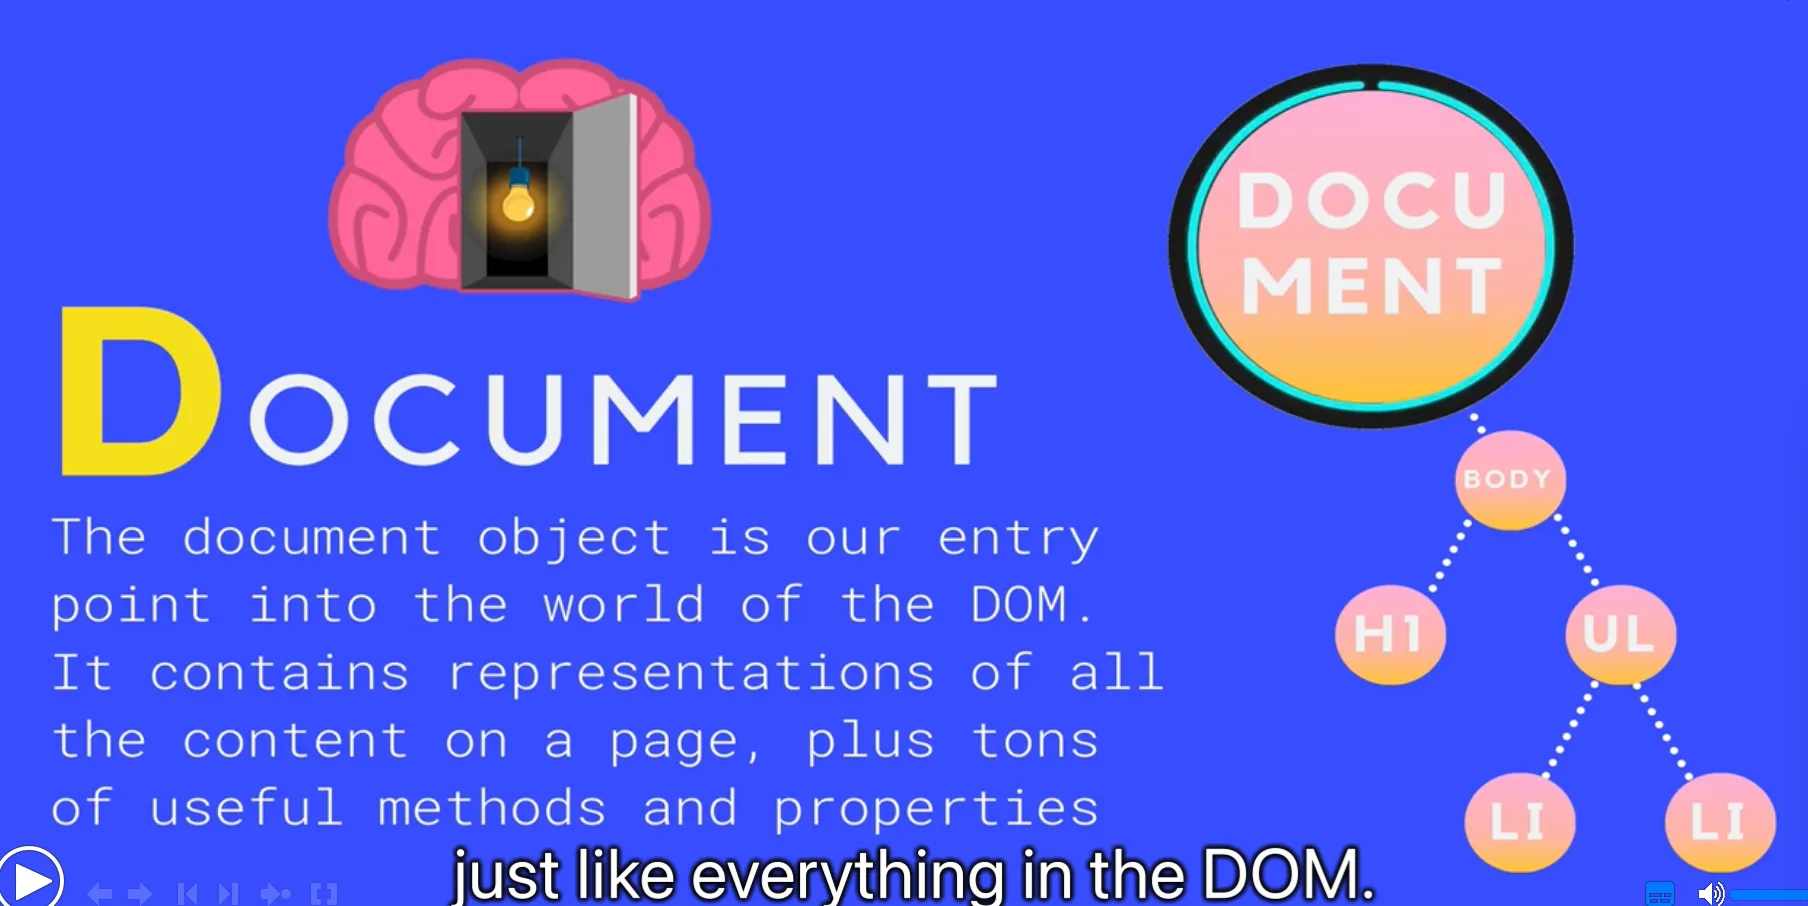 DOCU
MENT
DOCUMENT
The document object is our entry
point into the world of the DOM.
It contains representations of all
the content on a page, plus tons
of useful methods and properties
BODY
H1
UL
LI
LI
just like everything in the DOM.